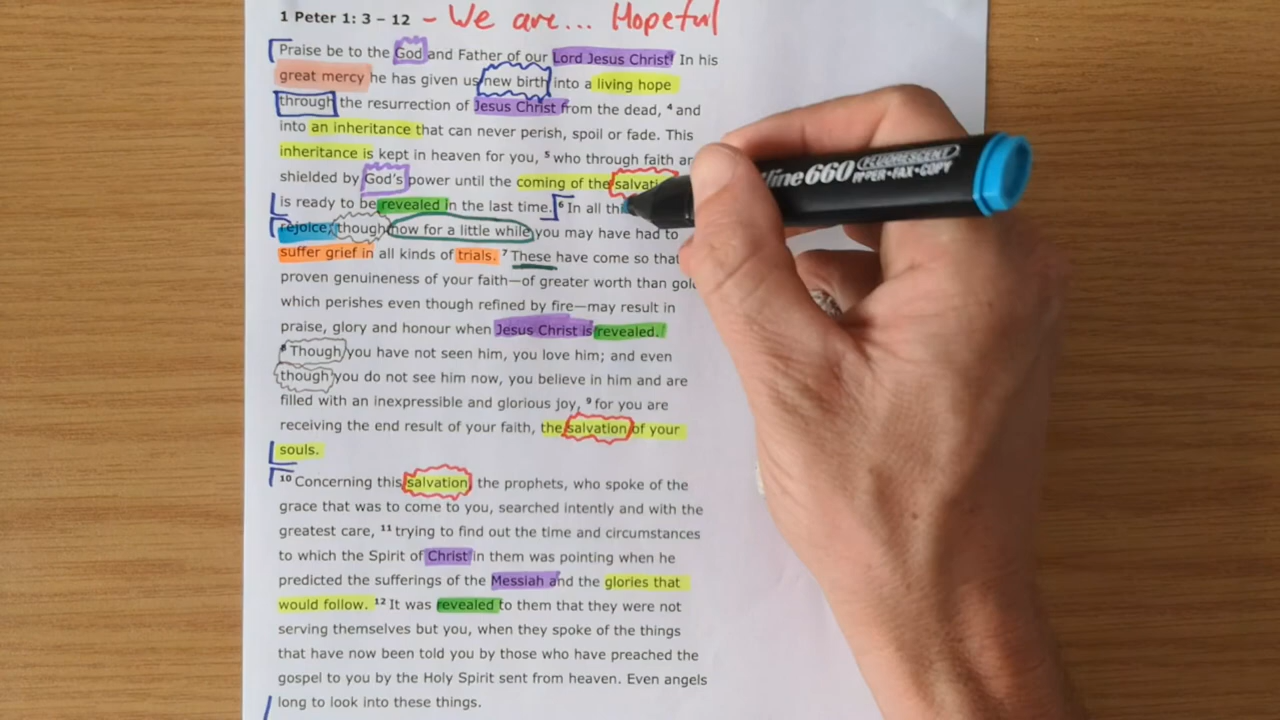 1 Peter 1: 3 – 12 – We are... Hopeful
Praise be to the God and Father of our Lord Jesus Christ! In his
great mercy he has given us new birth into a living hope
through the resurrection of Jesus Christ from the dead, ⁴ and
into an inheritance that can never perish, spoil or fade. This
inheritance is kept in heaven for you, ⁵ who through faith
shielded by God's power until the coming of the
is ready to be revealed in the last time. ⁶ In all
rejoice, though now for a little while you may have had to
suffer grief in all kinds of trials. ⁷ These have come so that
proven genuineness of your faith—of greater worth than
which perishes even though refined by fire—may result in
praise, glory and honour when Jesus Christ is revealed.
⁸ Though you have not seen him, you love him; and even
though you do not see him now, you believe in him and are
filled with an inexpressible and glorious joy, ⁹ for you are
receiving the end result of your faith, the salvation of your
souls.
¹⁰ Concerning this salvation, the prophets, who spoke of the
grace that was to come to you, searched intently and with the
greatest care, ¹¹ trying to find out the time and circumstances
to which the Spirit of Christ in them was pointing when he
predicted the sufferings of the Messiah and the glories that
would follow. ¹² It was revealed to them that they were not
serving themselves but you, when they spoke of the things
that have now been told you by those who have preached the
gospel to you by the Holy Spirit sent from heaven. Even angels
long to look into these things.
line 660 FLUORESCENT
PAPER•FAX•COPY